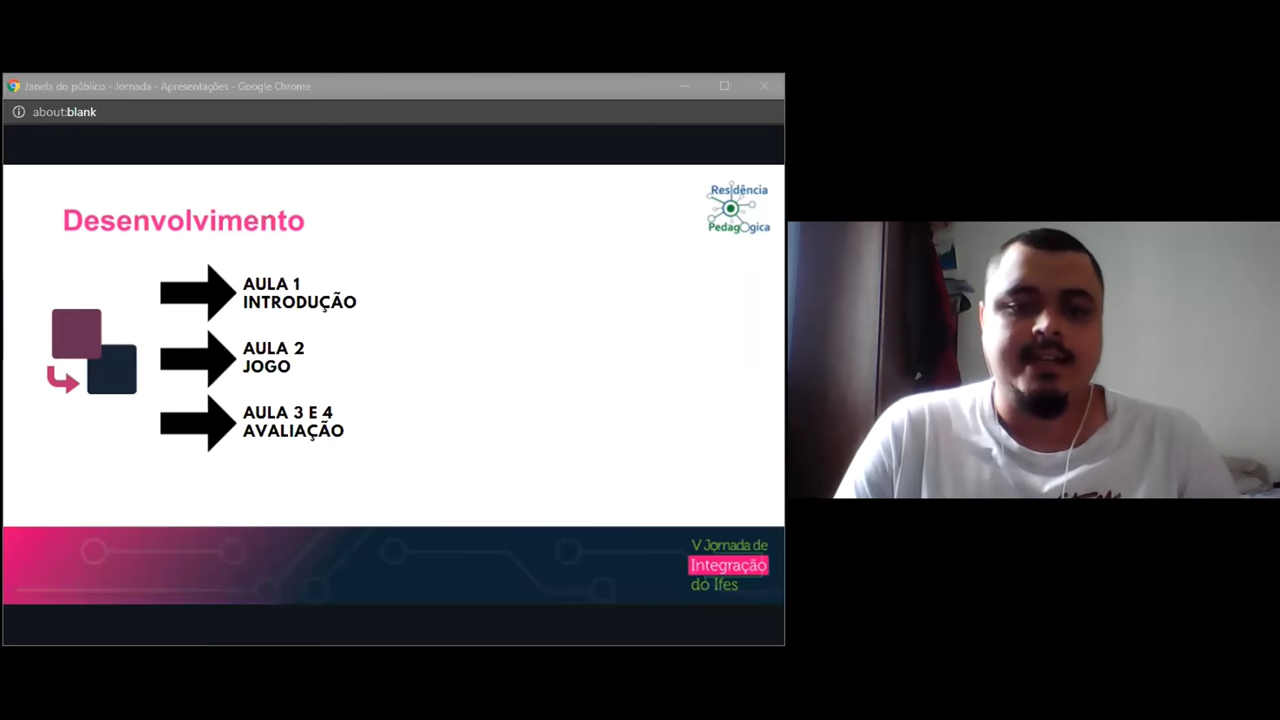 Janela do público - Jornada - Apresentações - Google Chrome
about:blank
Residência
Pedagógica
Desenvolvimento
AULA 1
INTRODUÇÃO
AULA 2
JOGO
AULA 3 E 4
AVALIAÇÃO
V Jornada de
Integração
do Ifes